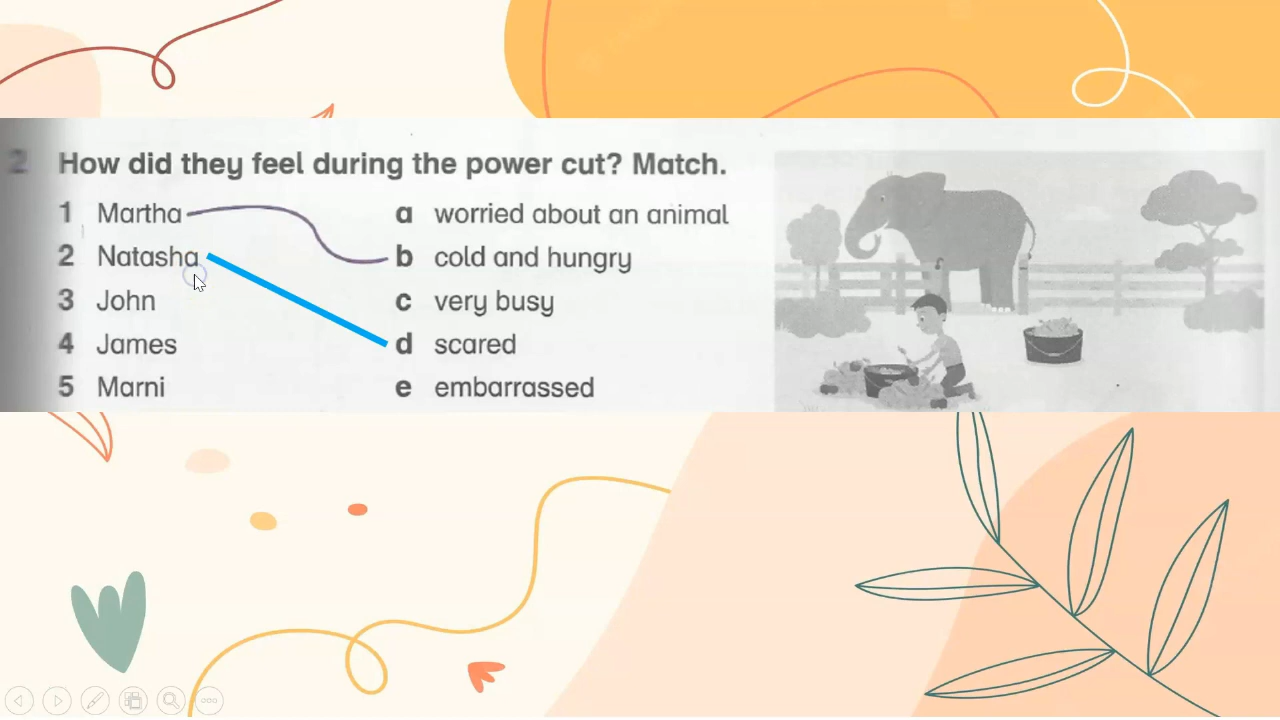 2 How did they feel during the power cut? Match.
1 Martha a worried about an animal
2 Natasha b cold and hungry
3 John c very busy
4 James d scared
5 Marni e embarrassed